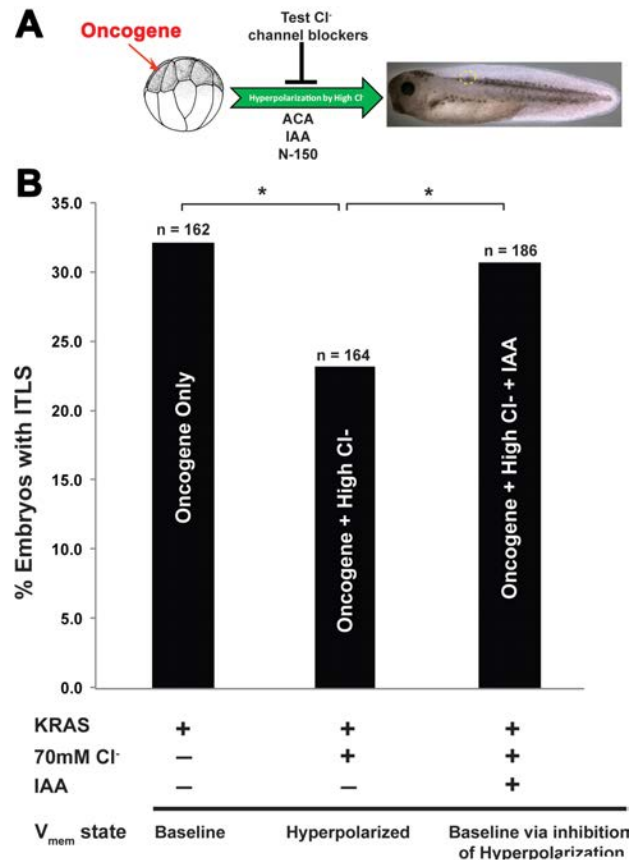 A
Oncogene
Test Cl-
channel blockers
Hyperpolarization by High Cl-
ACA
IAA
N-150
B
% Embryos with ITLS
35.0
30.0
25.0
20.0
15.0
10.0
5.0
0.0
*
*
n = 162
n = 164
n = 186
Oncogene Only
Oncogene + High Cl-
Oncogene + High Cl- + IAA
KRAS + + +
70mM Cl- – + +
IAA – – +
Vmem state Baseline Hyperpolarized Baseline via inhibition
of Hyperpolarization